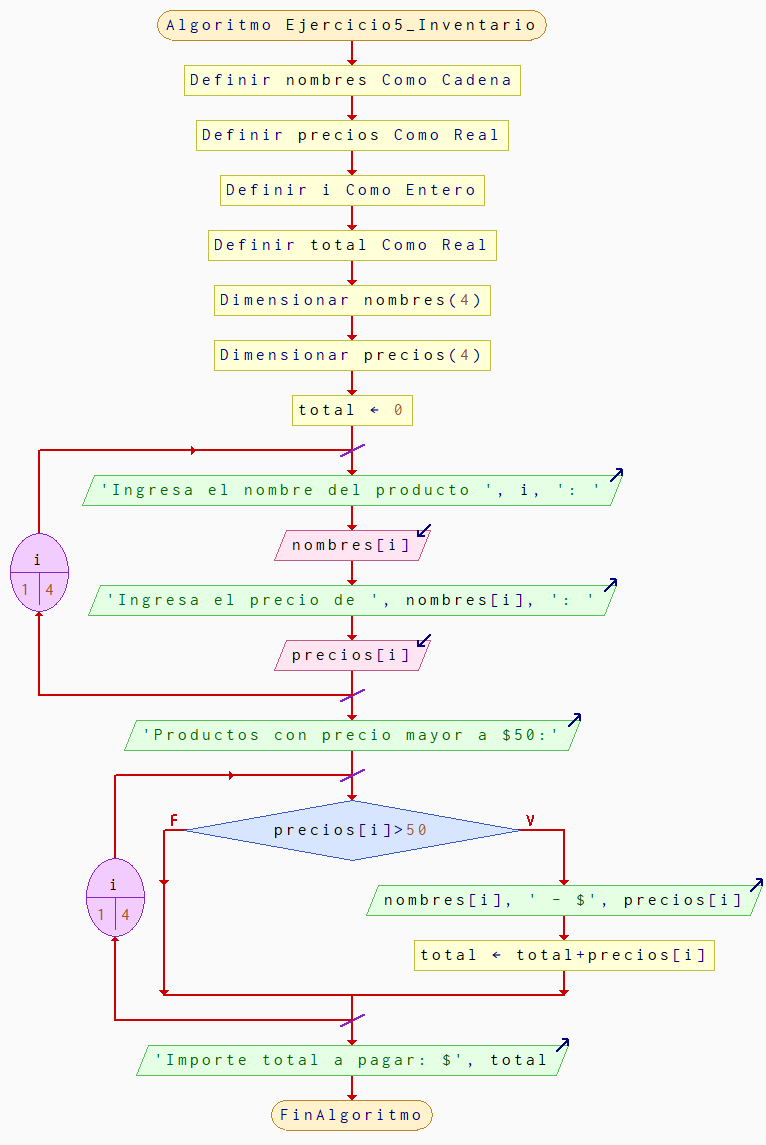 Algoritmo Ejercicio5_Inventario
Definir nombres Como Cadena
Definir precios Como Real
Definir i Como Entero
Definir total Como Real
Dimensionar nombres(4)
Dimensionar precios(4)
total ← 0
'Ingresa el nombre del producto ', i, ': '
nombres[i]
i
1 4
'Ingresa el precio de ', nombres[i], ': '
precios[i]
'Productos con precio mayor a $50:'
F
V
precios[i]>50
i
1 4
nombres[i], ' - $', precios[i]
total ← total+precios[i]
'Importe total a pagar: $', total
FinAlgoritmo